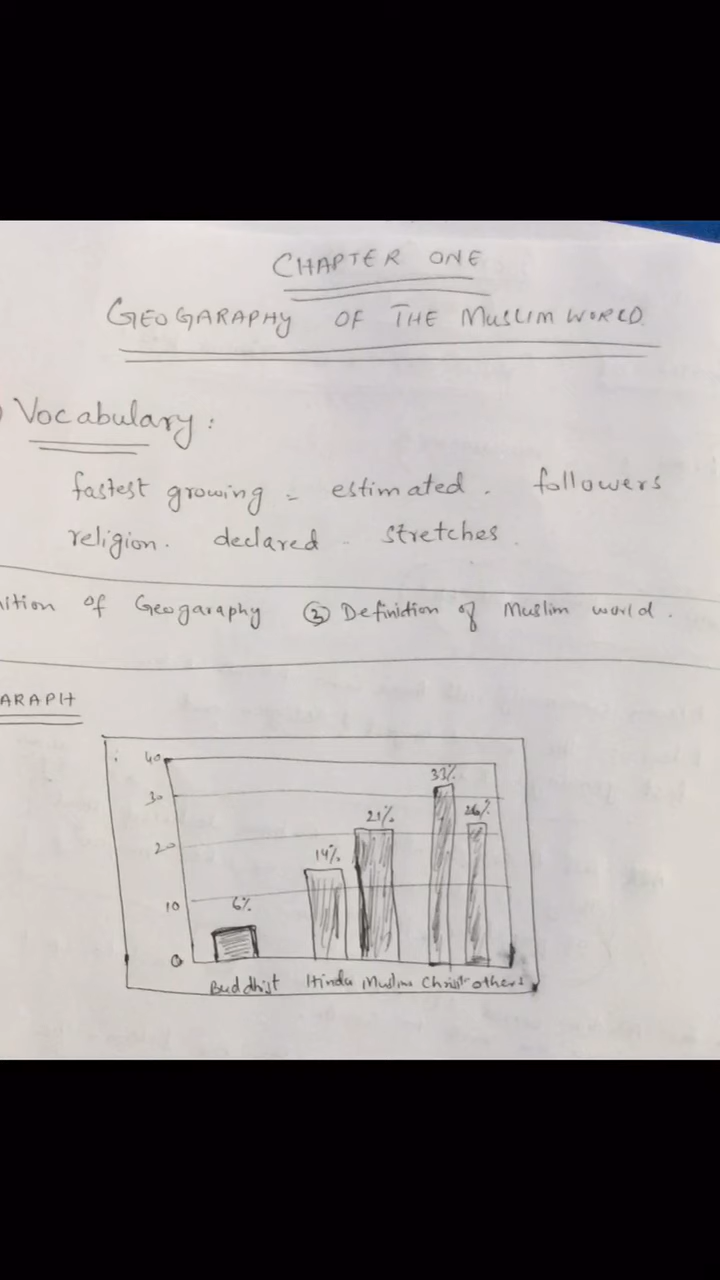 CHAPTER ONE
GEOGARAPHY OF THE MUSLIM WORLD
Vocabulary:
fastest growing - estimated. followers
religion. declared - stretches.
nition of Geogaraphy ③ Definition of Muslim world.
ARAPH
40
33%
30
26%
21%
20
14%
10
6%
0
Buddhist Hindu Muslim Christ- others